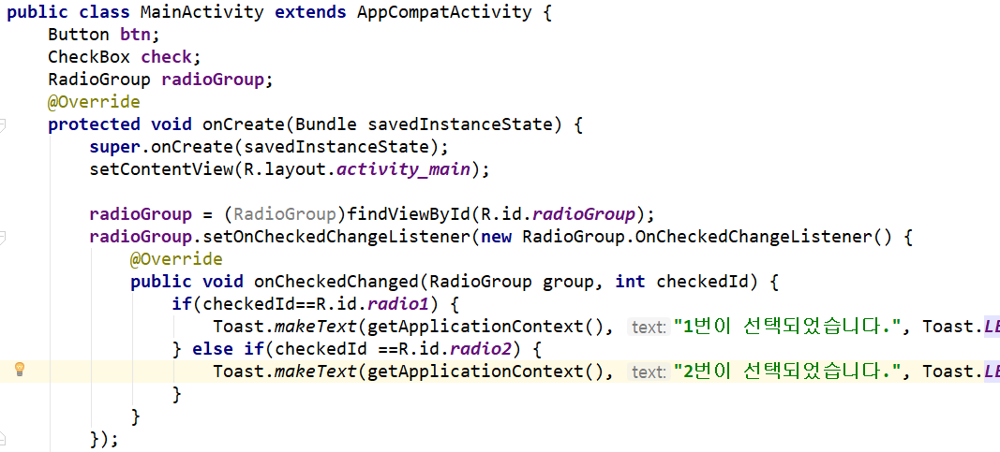 public class MainActivity extends AppCompatActivity {
Button btn;
CheckBox check;
RadioGroup radioGroup;
@Override
protected void onCreate(Bundle savedInstanceState) {
super.onCreate(savedInstanceState);
setContentView(R.layout.activity_main);
radioGroup = (RadioGroup)findViewById(R.id.radioGroup);
radioGroup.setOnCheckedChangeListener(new RadioGroup.OnCheckedChangeListener() {
@Override
public void onCheckedChanged(RadioGroup group, int checkedId) {
if(checkedId==R.id.radio1) {
Toast.makeText(getApplicationContext(), text: "1번이 선택되었습니다.", Toast.LE
} else if(checkedId ==R.id.radio2) {
Toast.makeText(getApplicationContext(), text: "2번이 선택되었습니다.", Toast.LE
}
}
});